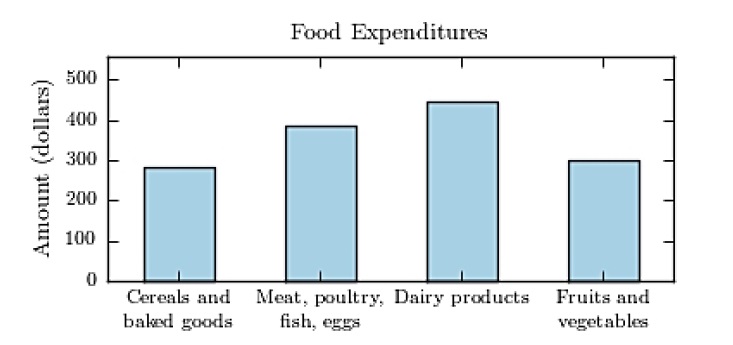 Food Expenditures
Amount (dollars)
500
400
300
200
100
0
Cereals and
baked goods
Meat, poultry,
fish, eggs
Dairy products
Fruits and
vegetables